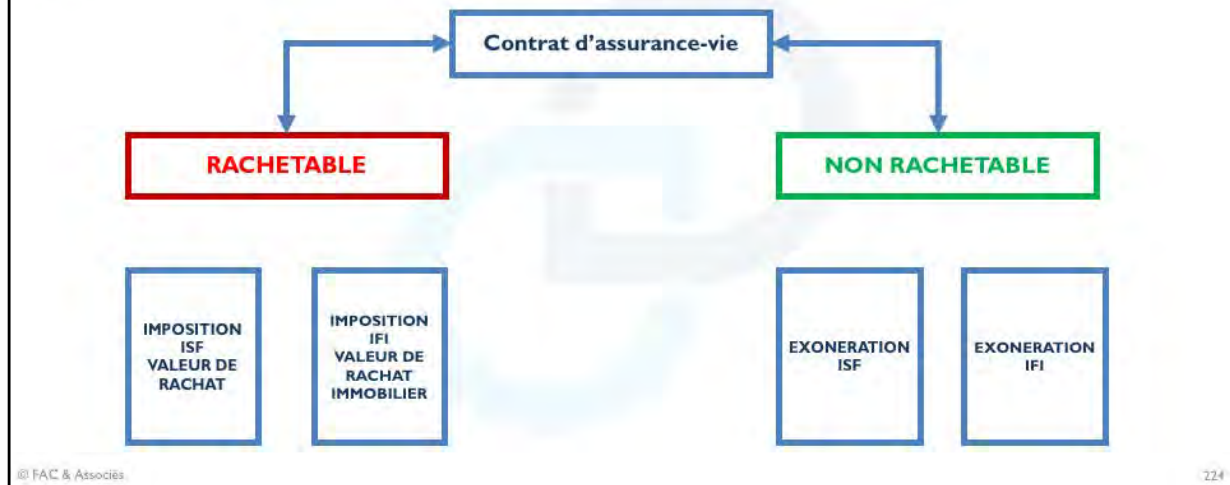 Contrat d'assurance-vie
RACHETABLE
NON RACHETABLE
IMPOSITION
ISF
VALEUR DE
RACHAT
IMPOSITION
IFI
VALEUR DE
RACHAT
IMMOBILIER
EXONERATION
ISF
EXONERATION
IFI
© FAC & Associés
224